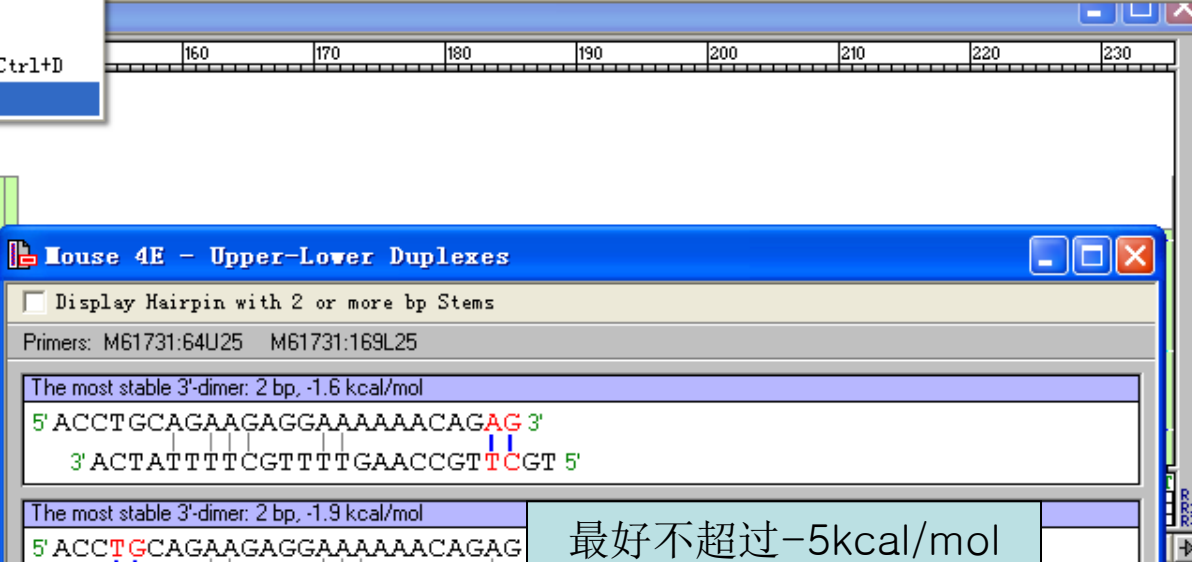 Ctrl+D
160 170 180 190 200 210 220 230
Mouse 4E - Upper-Lower Duplexes
Display Hairpin with 2 or more bp Stems
Primers: M61731:64U25 M61731:169L25
The most stable 3'-dimer: 2 bp, -1.6 kcal/mol
5' ACCTGCAGAAGAGGAAAAAACAGAG 3'
3' ACTATTTTCGTTTTGAACCGTTCGT 5'
The most stable 3'-dimer: 2 bp, -1.9 kcal/mol
5' ACCTGCAGAAGAGGAAAAAACAGAG
最好不超过-5kcal/mol